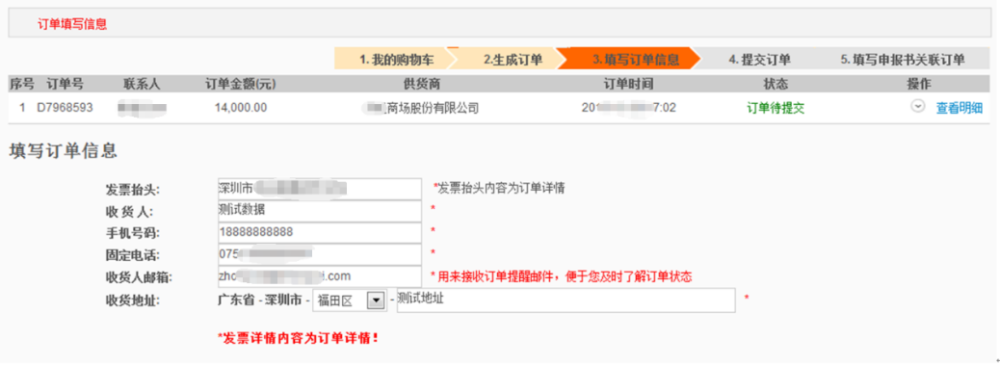 订单填写信息
1.我的购物车 2.生成订单 3.填写订单信息 4.提交订单 5.填写申报书关联订单
序号 订单号 联系人 订单金额(元) 供货商 订单时间 状态 操作
1 D7968593 14,000.00 商场股份有限公司 20 7:02 订单待提交 查看明细
填写订单信息
发票抬头: 深圳市 *发票抬头内容为订单详情
收 货 人: 测试数据 *
手机号码: 18888888888 *
固定电话: 075 *
收货人邮箱: zho i.com * 用来接收订单提醒邮件，便于您及时了解订单状态
收货地址: 广东省 - 深圳市 - 福田区 - 测试地址 *
*发票详情内容为订单详情！